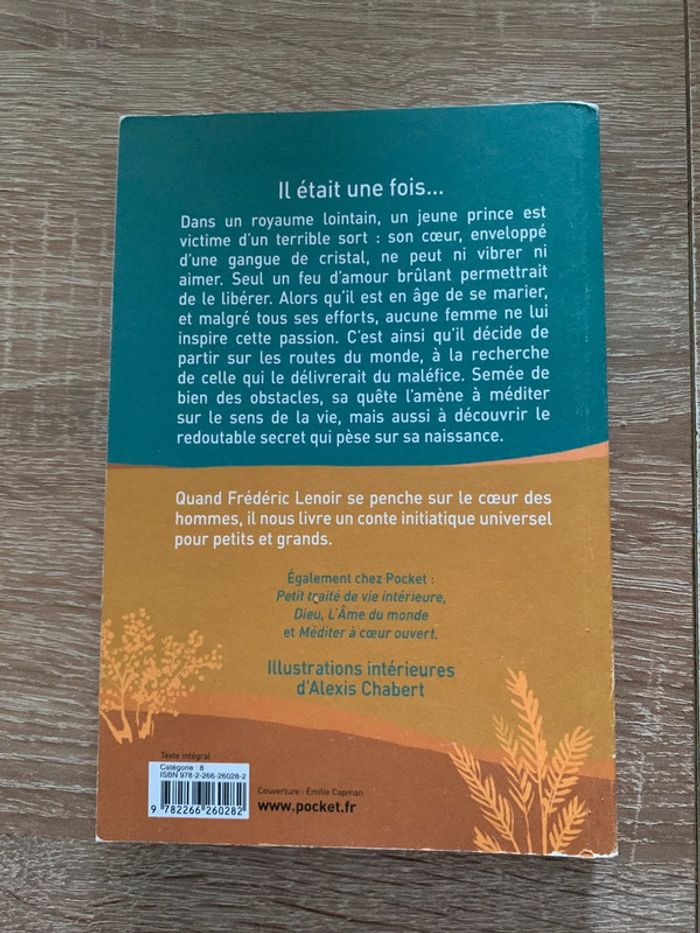 Il était une fois...
Dans un royaume lointain, un jeune prince est
victime d'un terrible sort : son cœur, enveloppé
d'une gangue de cristal, ne peut ni vibrer ni
aimer. Seul un feu d'amour brûlant permettrait
de le libérer. Alors qu'il est en âge de se marier,
et malgré tous ses efforts, aucune femme ne lui
inspire cette passion. C'est ainsi qu'il décide de
partir sur les routes du monde, à la recherche
de celle qui le délivrerait du maléfice. Semée de
bien des obstacles, sa quête l'amène à méditer
sur le sens de la vie, mais aussi à découvrir le
redoutable secret qui pèse sur sa naissance.
Quand Frédéric Lenoir se penche sur le cœur des
hommes, il nous livre un conte initiatique universel
pour petits et grands.
Également chez Pocket :
Petit traité de vie intérieure,
Dieu, L'Âme du monde
et Méditer à cœur ouvert.
Illustrations intérieures
d'Alexis Chabert
Texte intégral
Catégorie : 8
ISBN 978-2-266-26028-2
9 782266 260282
Couverture : Émilie Capman
www.pocket.fr